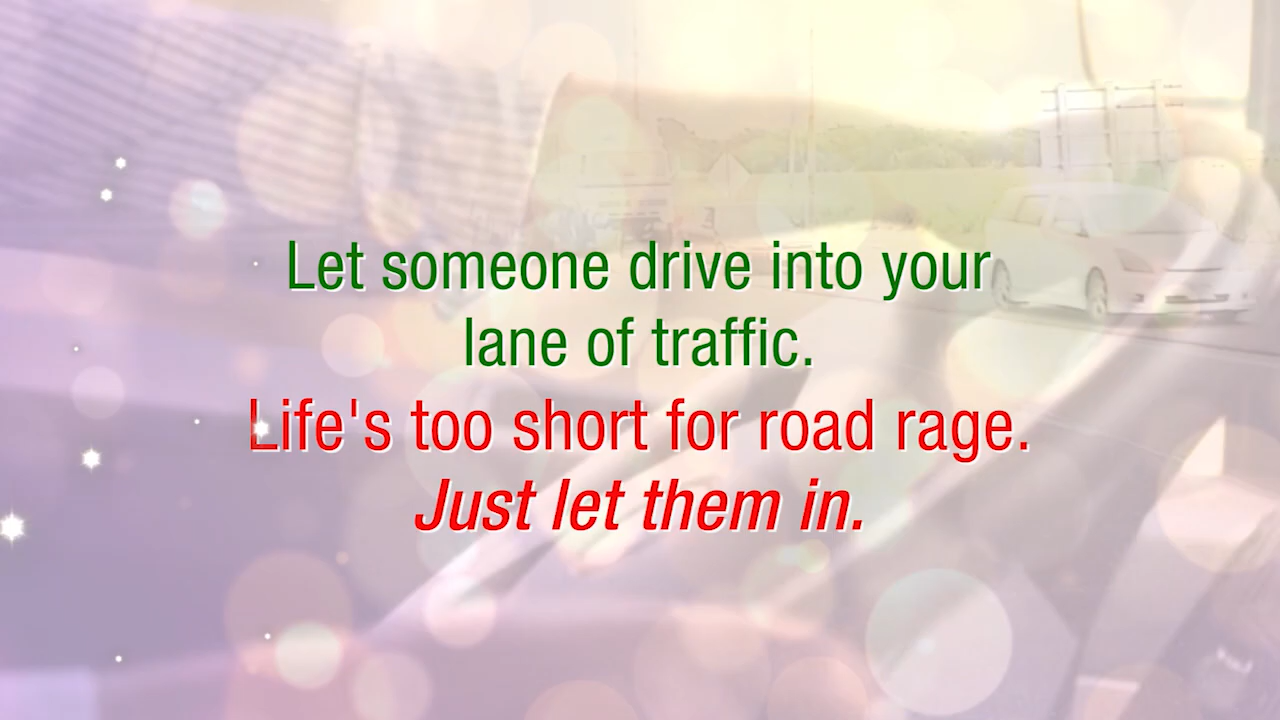 Let someone drive into your
lane of traffic.
Life's too short for road rage.
Just let them in.